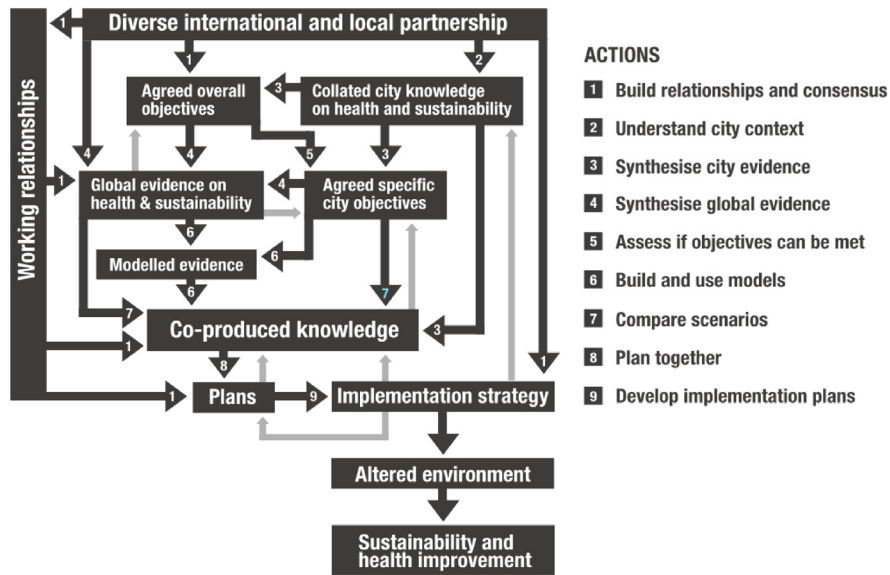 Diverse international and local partnership
1
1
2
Working relationships
Agreed overall
objectives
3
Collated city knowledge
on health and sustainability
4
4
5
3
1
Global evidence on
health & sustainability
4
Agreed specific
city objectives
6
6
Modelled evidence
6
7
7
1
Co-produced knowledge
3
8
1
1
Plans
9
Implementation strategy
Altered environment
Sustainability and
health improvement
ACTIONS
1 Build relationships and consensus
2 Understand city context
3 Synthesise city evidence
4 Synthesise global evidence
5 Assess if objectives can be met
6 Build and use models
7 Compare scenarios
8 Plan together
9 Develop implementation plans